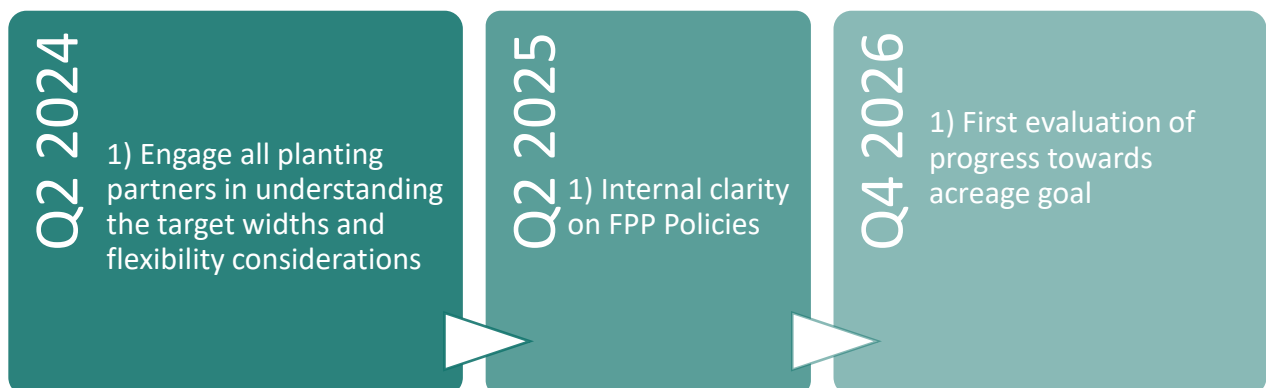 Q2 2024
1) Engage all planting
partners in understanding
the target widths and
flexibility considerations
Q2 2025
1) Internal clarity
on FPP Policies
Q4 2026
1) First evaluation of
progress towards
acreage goal